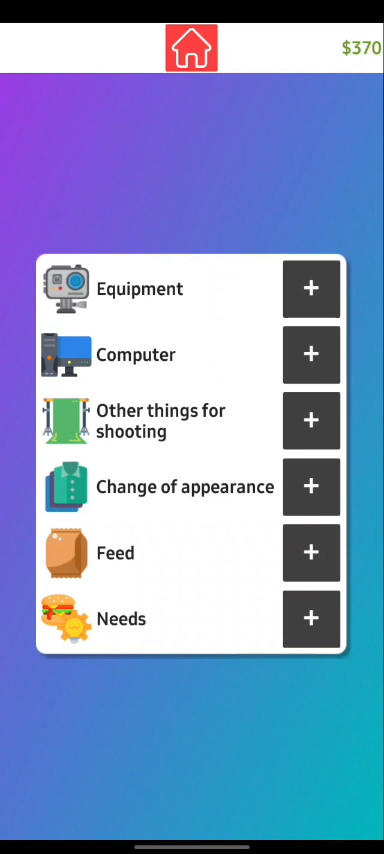 $370
Equipment
+
Computer
+
Other things for
shooting
+
Change of appearance
+
Feed
+
Needs
+